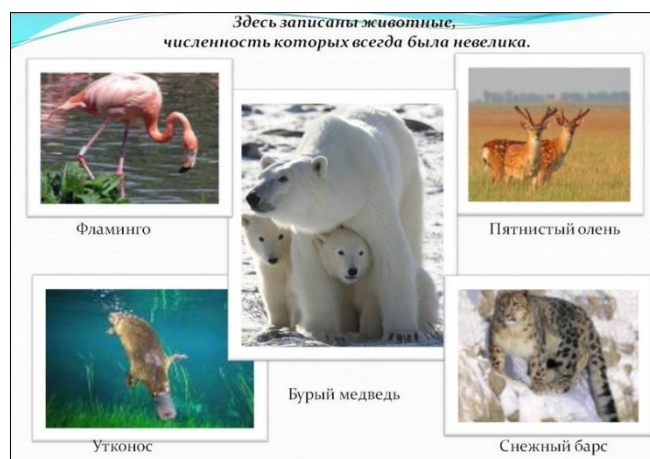 Здесь записаны животные,
численность которых всегда была невелика.
Фламинго
Пятнистый олень
Бурый медведь
Утконос
Снежный барс